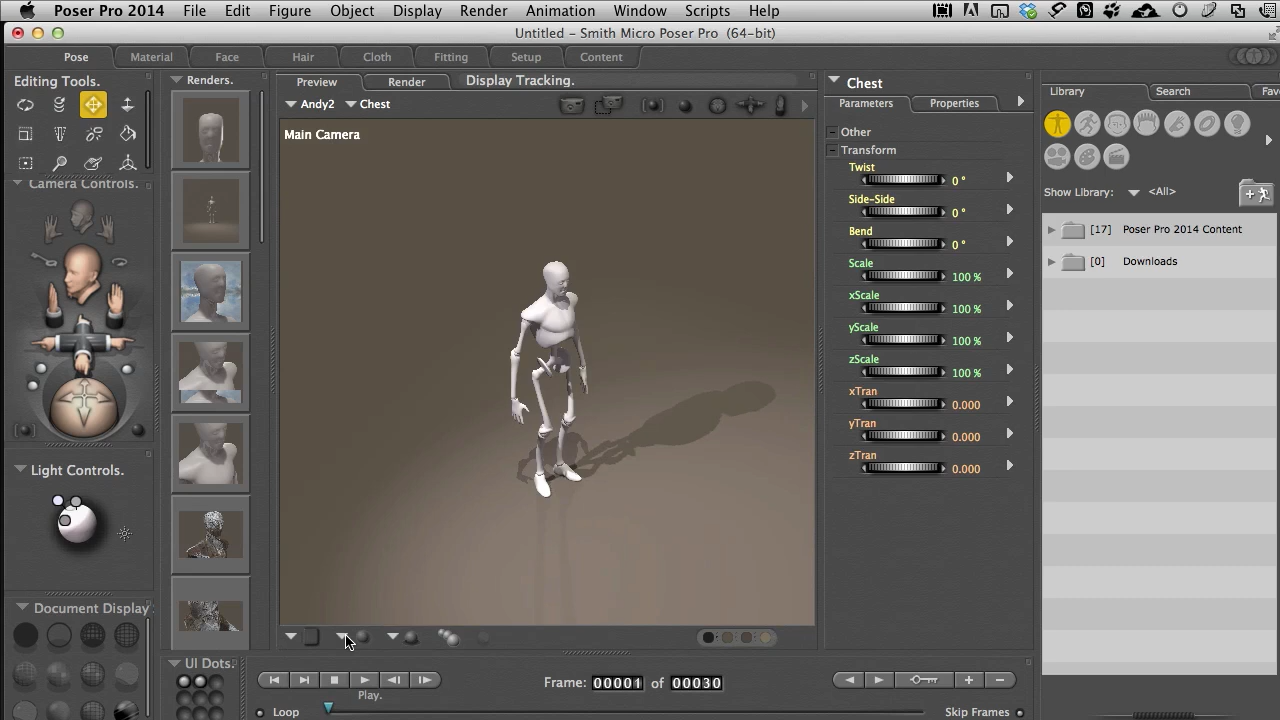 Poser Pro 2014 File Edit Figure Object Display Render Animation Window Scripts Help
Untitled - Smith Micro Poser Pro (64-bit)
Pose Material Face Hair Cloth Fitting Setup Content
Editing Tools.
Renders.
Preview Render Display Tracking.
Andy2 Chest
Main Camera
Camera Controls.
Light Controls.
Document Display
UI Dots.
Chest
Parameters Properties
Other
Transform
Twist
0 °
Side-Side
0 °
Bend
0 °
Scale
100 %
xScale
100 %
yScale
100 %
zScale
100 %
xTran
0.000
yTran
0.000
zTran
0.000
Library Search Favo
Show Library: <All>
[17] Poser Pro 2014 Content
[0] Downloads
Frame: 00001 of 00030
Play.
Loop
Skip Frames